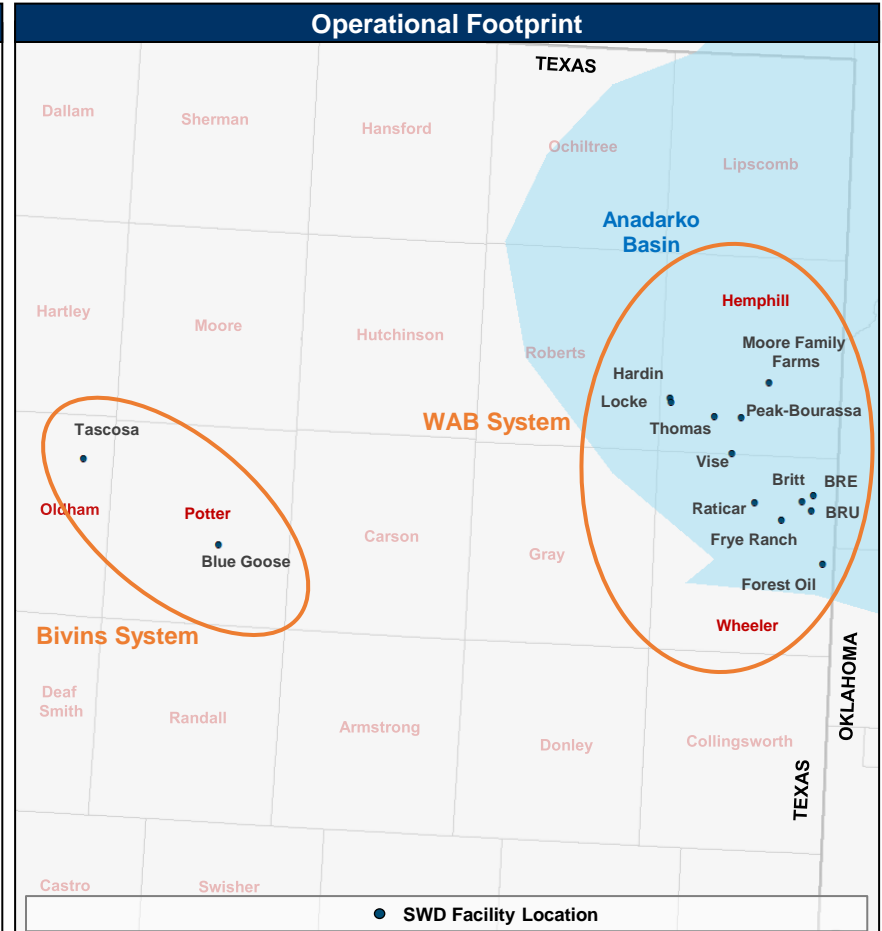 Operational Footprint
TEXAS
Dallam
Sherman
Hansford
Ochiltree
Lipscomb
Anadarko
Basin
Hemphill
Hartley
Moore
Hutchinson
Roberts
Moore Family
Farms
Hardin
Locke
Peak-Bourassa
Thomas
WAB System
Tascosa
Vise
Britt
BRE
Oldham
Potter
Raticar
BRU
Carson
Gray
Frye Ranch
Blue Goose
Forest Oil
Bivins System
Wheeler
OKLAHOMA
Deaf
Smith
Randall
Armstrong
Donley
Collingsworth
TEXAS
Castro
Swisher
SWD Facility Location